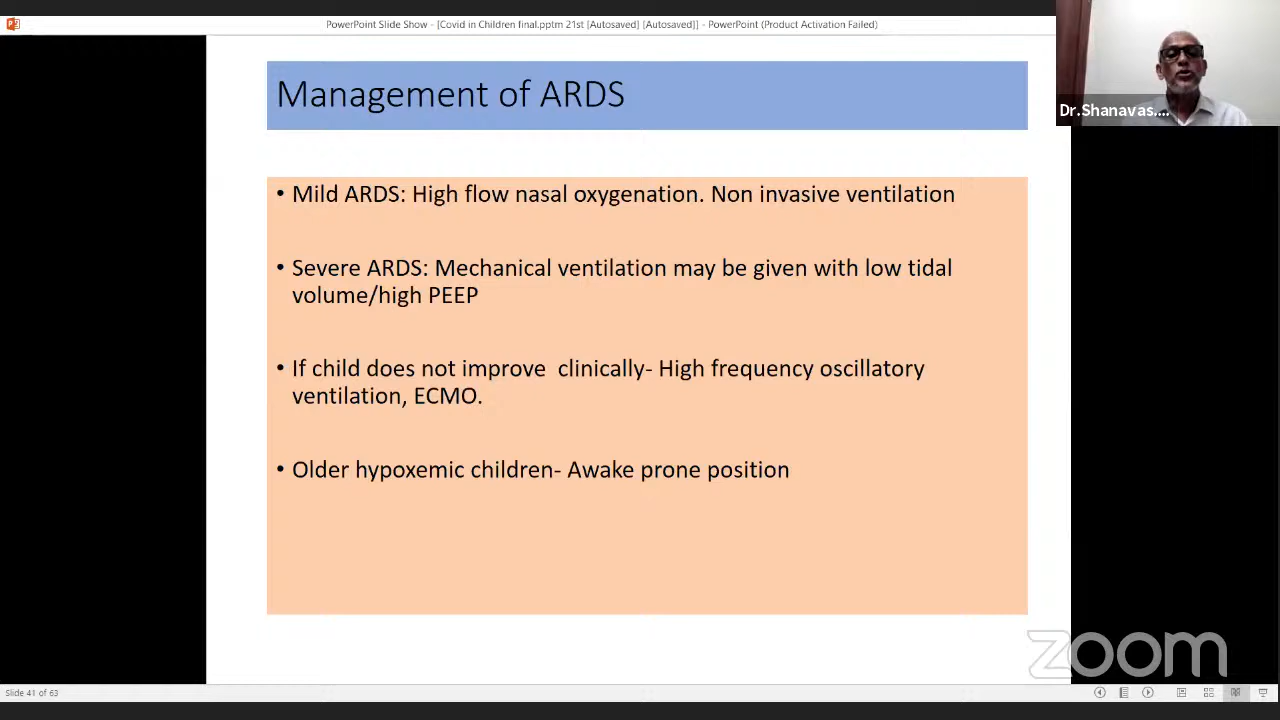 PowerPoint Slide Show - [Covid in Children final.pptm 21st [Autosaved] [Autosaved]] - PowerPoint (Product Activation Failed)
Management of ARDS
Dr.Shanavas....
• Mild ARDS: High flow nasal oxygenation. Non invasive ventilation
• Severe ARDS: Mechanical ventilation may be given with low tidal
volume/high PEEP
• If child does not improve  clinically- High frequency oscillatory
ventilation, ECMO.
• Older hypoxemic children- Awake prone position
zoom
Slide 41 of 63